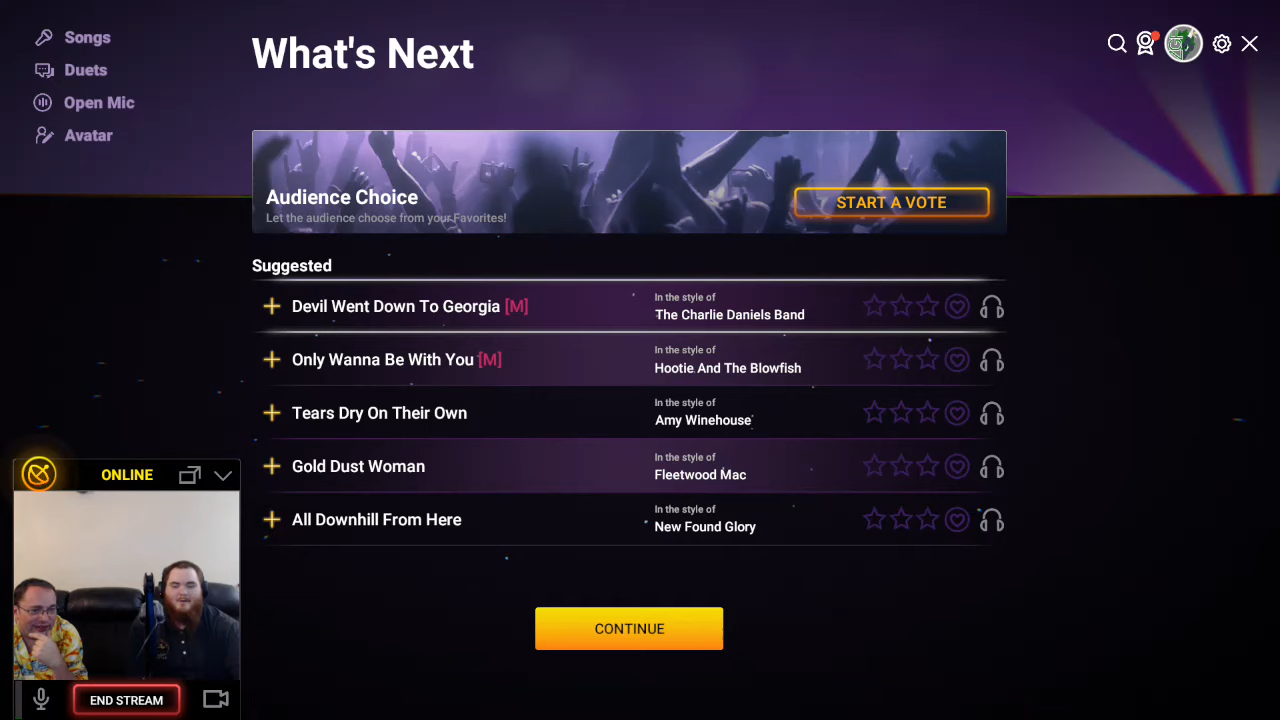 Songs
Duets
Open Mic
Avatar
What's Next
Audience Choice
Let the audience choose from your Favorites!
START A VOTE
Suggested
Devil Went Down To Georgia [M]
In the style of
The Charlie Daniels Band
Only Wanna Be With You [M]
In the style of
Hootie And The Blowfish
Tears Dry On Their Own
In the style of
Amy Winehouse
Gold Dust Woman
In the style of
Fleetwood Mac
All Downhill From Here
In the style of
New Found Glory
CONTINUE
ONLINE
END STREAM